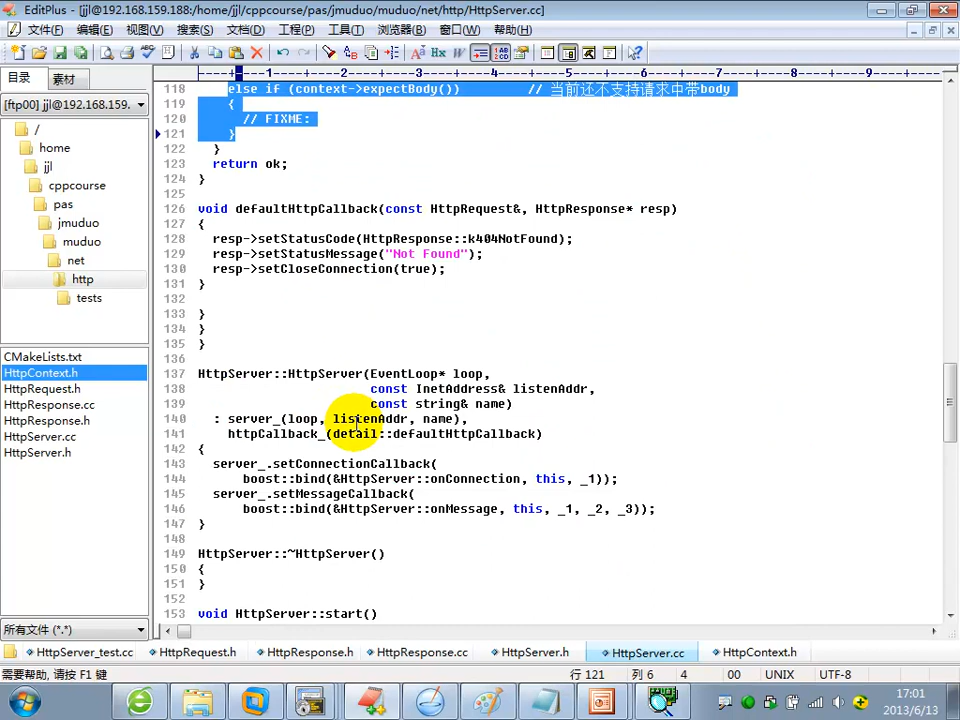 EditPlus - [jjl@192.168.159.188:/home/jjl/cppcourse/pas/jmuduo/muduo/net/http/HttpServer.cc]
文件(F) 编辑(E) 视图(V) 搜索(S) 文档(D) 工程(P) 工具(T) 浏览器(B) 窗口(W) 帮助(H)
目录 素材
[ftp00] jjl@192.168.159.
/
home
jjl
cppcourse
pas
jmuduo
muduo
net
http
tests
CMakeLists.txt
HttpContext.h
HttpRequest.h
HttpResponse.cc
HttpResponse.h
HttpServer.cc
HttpServer.h
所有文件 (*.*)
----+----1----+----2----+----3----+----4----+----5----+----6----+----7----+----8----+----9----+
118 else if (context->expectBody()) // 当前还不支持请求中带body
119 {
120 // FIXME:
121 }
122 }
123 return ok;
124 }
125
126 void defaultHttpCallback(const HttpRequest&, HttpResponse* resp)
127 {
128 resp->setStatusCode(HttpResponse::k404NotFound);
129 resp->setStatusMessage("Not Found");
130 resp->setCloseConnection(true);
131 }
132
133 }
134 }
135 }
136
137 HttpServer::HttpServer(EventLoop* loop,
138 const InetAddress& listenAddr,
139 const string& name)
140 : server_(loop, listenAddr, name),
141 httpCallback_(detail::defaultHttpCallback)
142 {
143 server_.setConnectionCallback(
144 boost::bind(&HttpServer::onConnection, this, _1));
145 server_.setMessageCallback(
146 boost::bind(&HttpServer::onMessage, this, _1, _2, _3));
147 }
148
149 HttpServer::~HttpServer()
150 {
151 }
152
153 void HttpServer::start()
HttpServer_test.cc HttpRequest.h HttpResponse.h HttpResponse.cc HttpServer.h HttpServer.cc HttpContext.h
需要帮助, 请按 F1 键 行 121 列 6 4 00 UNIX UTF-8
17:01
2013/6/13